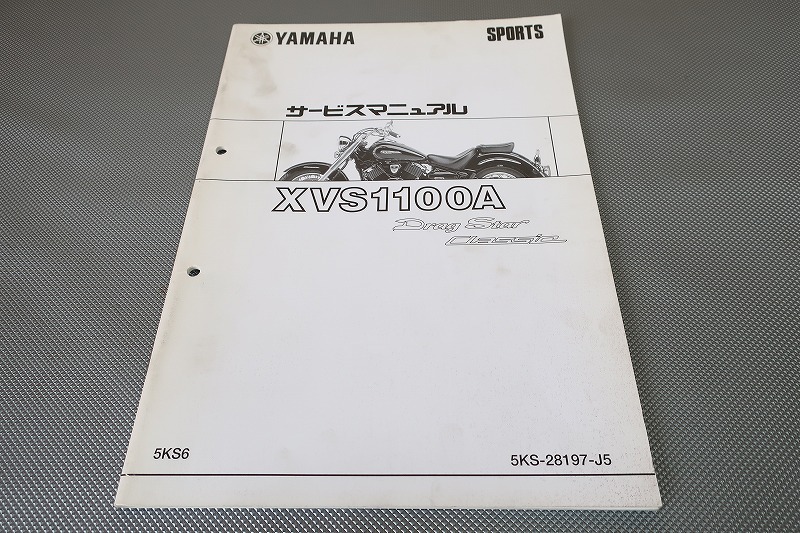 YAMAHA SPORTS
サービスマニュアル
XVS1100A
Drag Star
Classic
5KS6 5KS-28197-J5